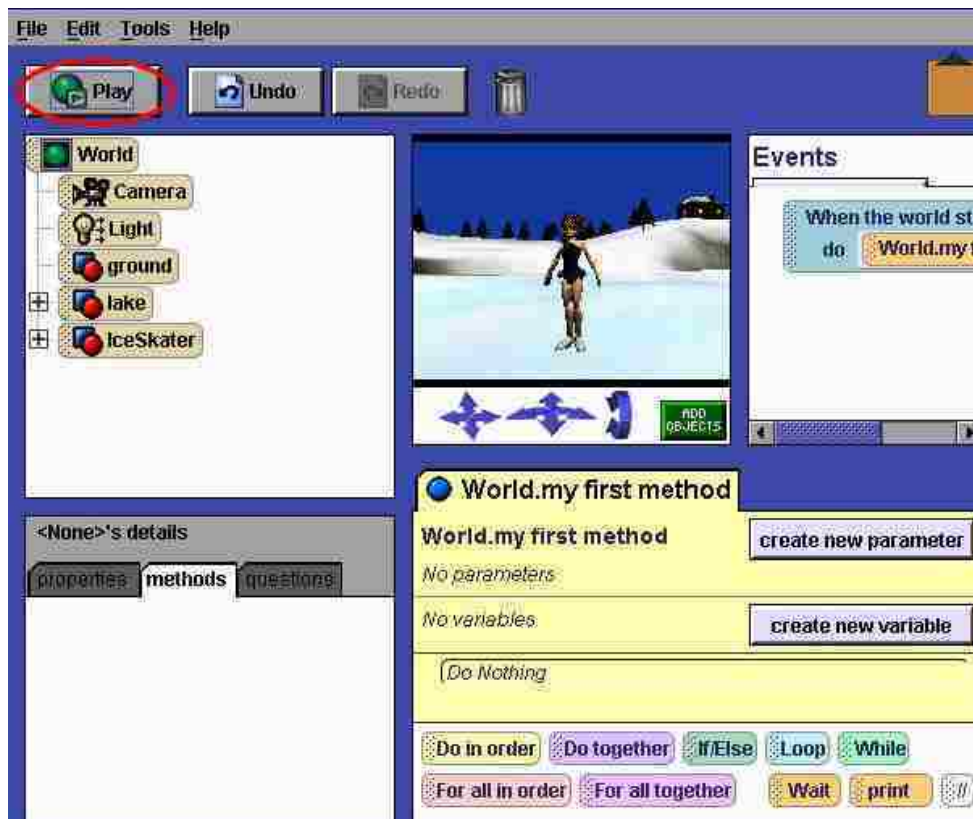 File Edit Tools Help
Play Undo Redo
World
Camera
Light
ground
lake
IceSkater
ADD
OBJECTS
Events
When the world st
do World.my
<None>'s details
properties methods questions
World.my first method
World.my first method
create new parameter
No parameters
No variables
create new variable
Do Nothing
Do in order Do together If/Else Loop While
For all in order For all together Wait print //